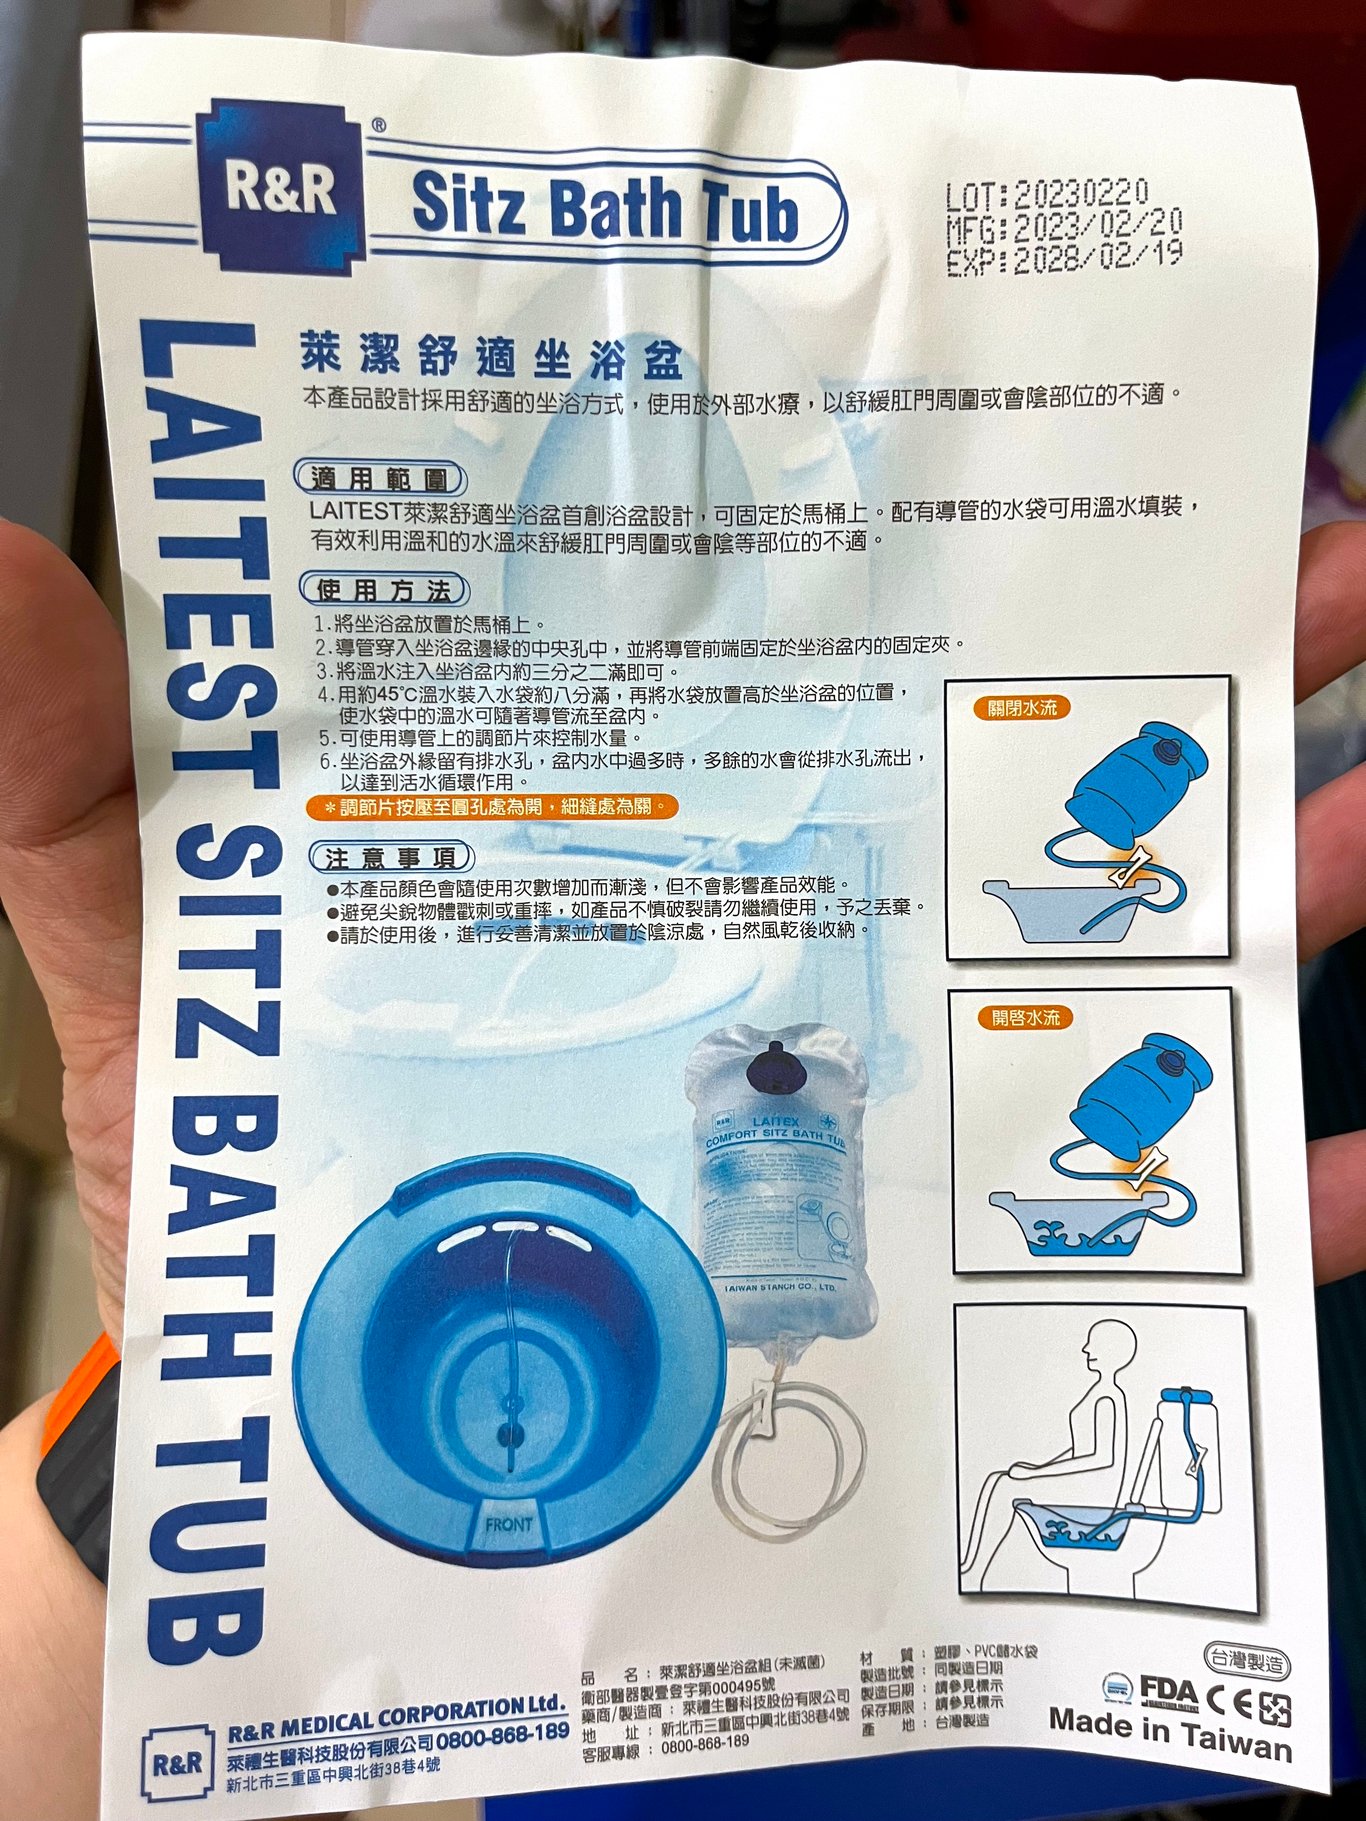 R&R ®
Sitz Bath Tub
LOT:20230220
MFG:2023/02/20
EXP:2028/02/19
LAITEST SITZ BATH TUB
萊潔舒適坐浴盆
本產品設計採用舒適的坐浴方式，使用於外部水療，以舒緩肛門周圍或會陰部位的不適。
適用範圍
LAITEST萊潔舒適坐浴盆首創浴盆設計，可固定於馬桶上。配有導管的水袋可用溫水填裝，
有效利用溫和的水溫來舒緩肛門周圍或會陰等部位的不適。
使用方法
1.將坐浴盆放置於馬桶上。
2.導管穿入坐浴盆邊緣的中央孔中，並將導管前端固定於坐浴盆內的固定夾。
3.將溫水注入坐浴盆內約三分之二滿即可。
4.用約45℃溫水裝入水袋約八分滿，再將水袋放置高於坐浴盆的位置，
使水袋中的溫水可隨著導管流至盆內。
5.可使用導管上的調節片來控制水量。
6.坐浴盆外緣留有排水孔，盆內水中過多時，多餘的水會從排水孔流出，
以達到活水循環作用。
＊調節片按壓至圓孔處為開，細縫處為關。
注意事項
●本產品顏色會隨使用次數增加而漸淺，但不會影響產品效能。
●避免尖銳物體戳刺或重摔，如產品不慎破裂請勿繼續使用，予之丟棄。
●請於使用後，進行妥善清潔並放置於陰涼處，自然風乾後收納。
關閉水流
開啓水流
R&R LAITEX
COMFORT SITZ BATH TUB
TAIWAN STANCH CO., LTD.
FRONT
R&R
R&R MEDICAL CORPORATION Ltd.
萊禮生醫科技股份有限公司 0800-868-189
新北市三重區中興北街38巷4號
品名：萊潔舒適坐浴盆組(未滅菌)
衛部醫器製壹登字第000495號
藥商/製造商：萊禮生醫科技股份有限公司
地址：新北市三重區中興北街38巷4號
客服專線：0800-868-189
材質：塑膠、PVC儲水袋
製造批號：同製造日期
製造日期：請參見標示
保存期限：請參見標示
產地：台灣製造
台灣製造
FDA CE
Made in Taiwan